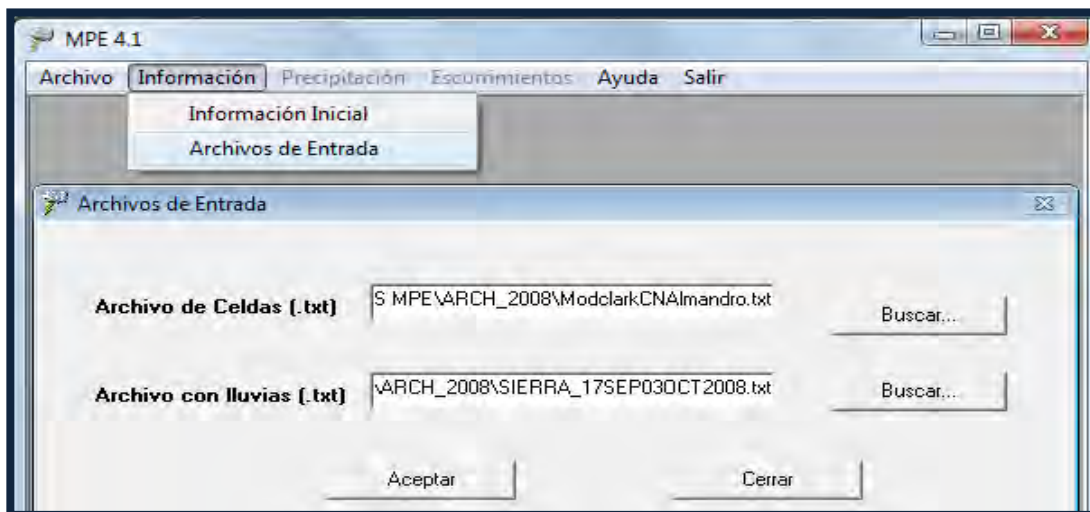 MPE 4.1
Archivo Información Precipitación Escurrimientos Ayuda Salir
Información Inicial
Archivos de Entrada
Archivos de Entrada
Archivo de Celdas (.txt) S MPE\ARCH_2008\ModclarkCNAlmandro.txt Buscar...
Archivo con lluvias (.txt) \ARCH_2008\SIERRA_17SEP03OCT2008.txt Buscar...
Aceptar Cerrar